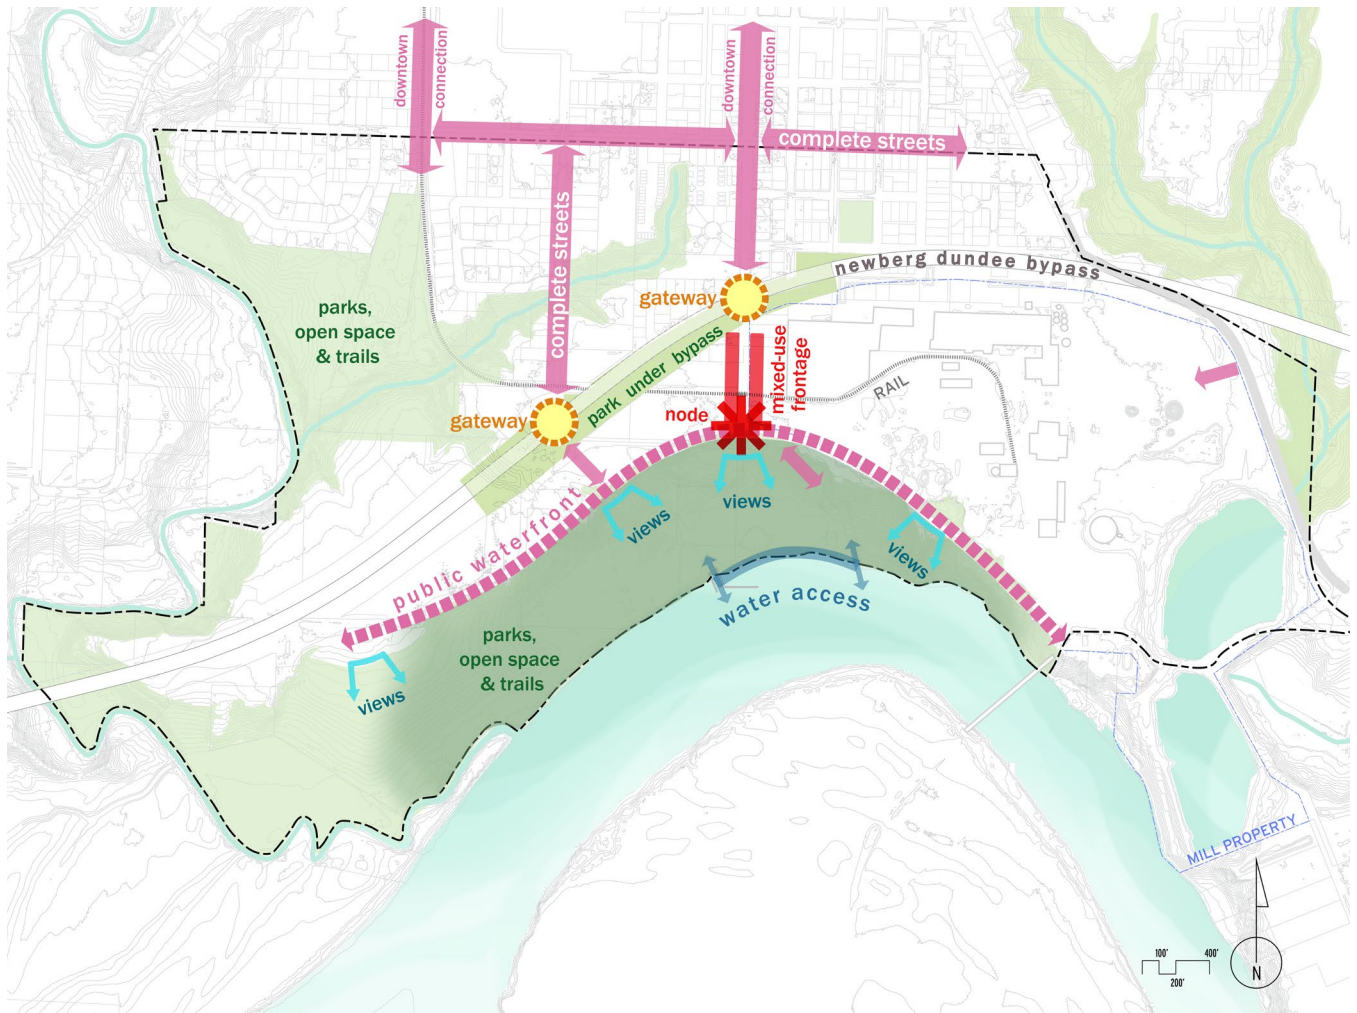 downtown
connection
downtown
connection
complete streets
complete streets
newberg dundee bypass
gateway
parks,
open space
& trails
park under bypass
mixed-use
frontage
RAIL
node
gateway
views
views
views
public waterfront
water access
parks,
open space
& trails
views
MILL PROPERTY
100'
400'
200'
N